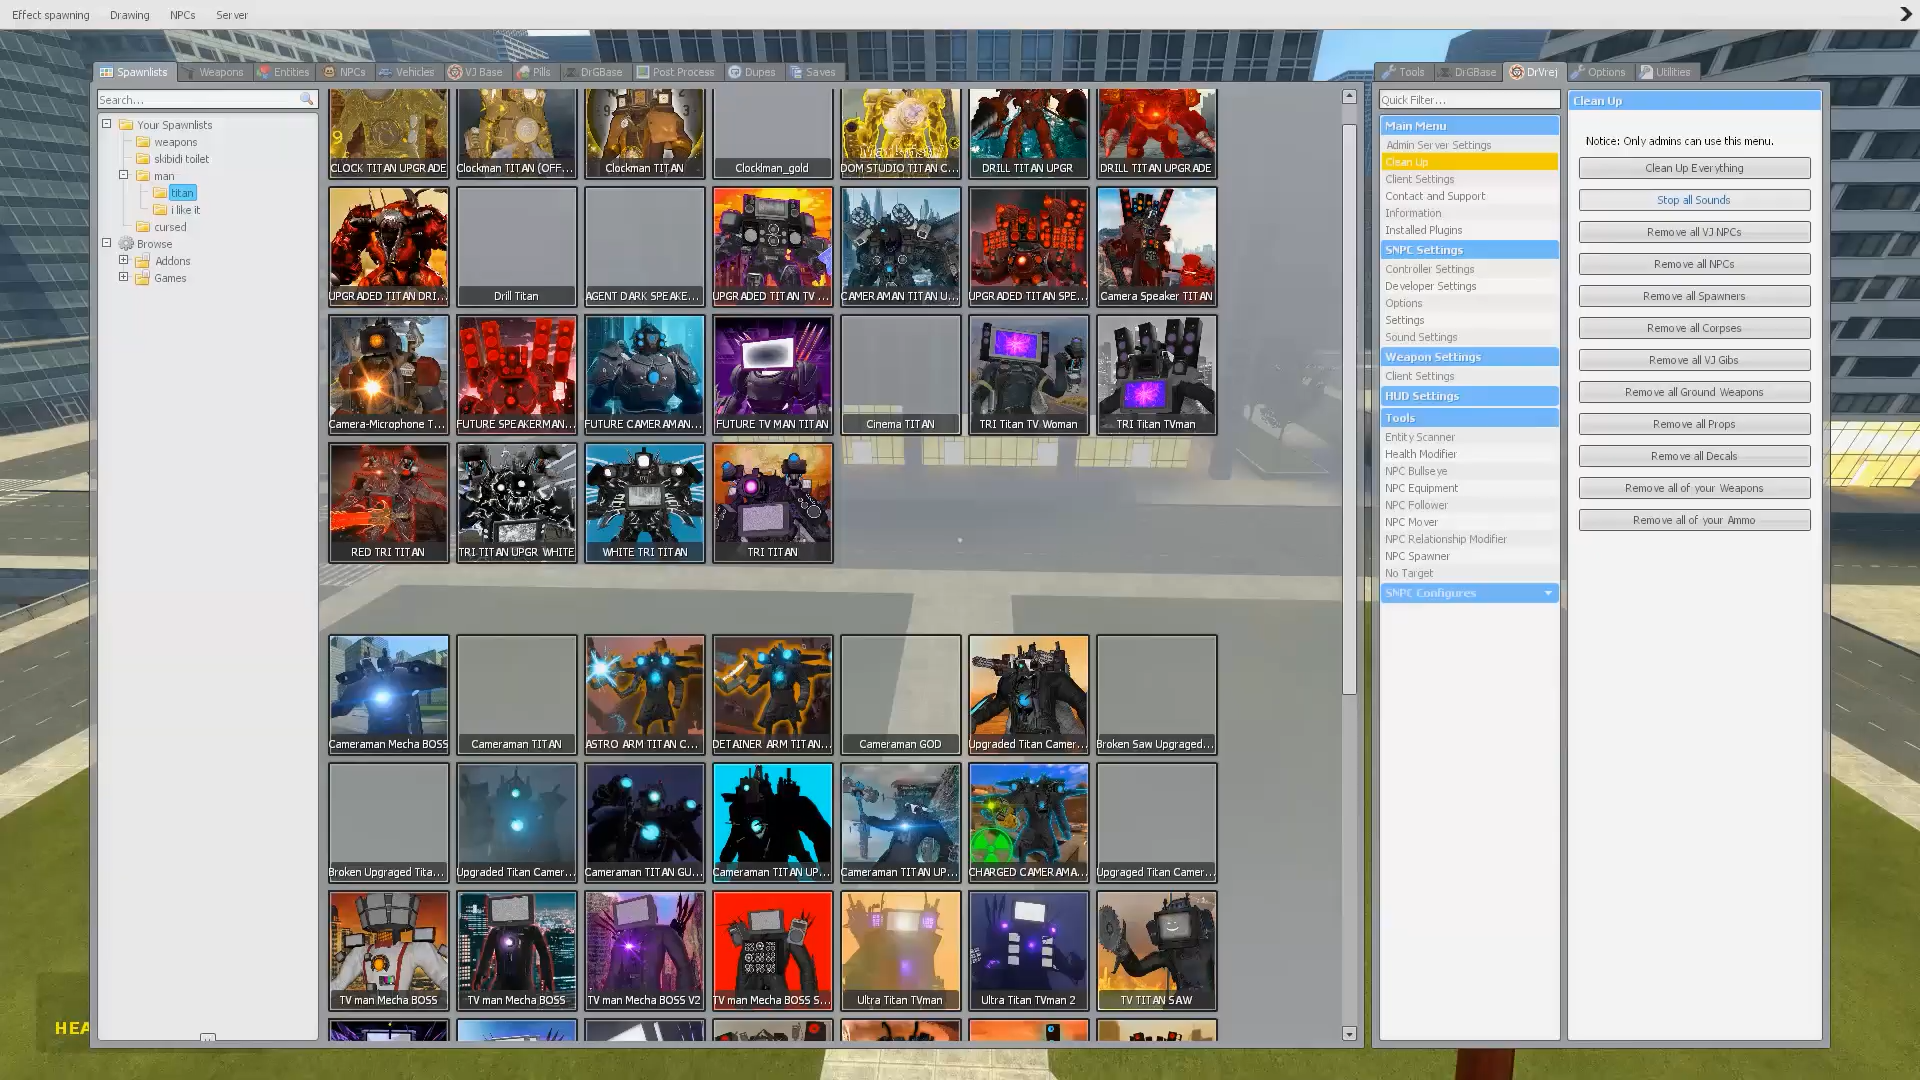 Effect spawning Drawing NPCs Server
Spawnlists Weapons Entities NPCs Vehicles VJ Base Pills DrGBase Post Process Dupes Saves
Tools DrGBase DrVrej Options Utilities
Search...
Your Spawnlists
weapons
skibidi toilet
man
titan
i like it
cursed
Browse
Addons
Games
CLOCK TITAN UPGRADE
Clockman TITAN (OFF...
Clockman TITAN
Clocklman_gold
DOM STUDIO TITAN C...
DRILL TITAN UPGR
DRILL TITAN UPGRADE
UPGRADED TITAN DRI...
Drill Titan
AGENT DARK SPEAKE...
UPGRADED TITAN TV ...
CAMERAMAN TITAN U...
UPGRADED TITAN SPE...
Camera Speaker TITAN
Camera-Microphone T...
FUTURE SPEAKERMAN...
FUTURE CAMERAMAN...
FUTURE TV MAN TITAN
Cinema TITAN
TRI Titan TV Woman
TRI Titan TVman
RED TRI TITAN
TRI TITAN UPGR WHITE
WHITE TRI TITAN
TRI TITAN
Cameraman Mecha BOSS
Cameraman TITAN
ASTRO ARM TITAN C...
DETAINER ARM TITAN...
Cameraman GOD
Upgraded Titan Camer...
Broken Saw Upgraged...
Broken Upgraged Tita...
Upgraded Titan Camer...
Cameraman TITAN GU...
Cameraman TITAN UP...
Cameraman TITAN UP...
CHARGED CAMERAMA...
Upgraged Titan Camer...
TV man Mecha BOSS
TV man Mecha BOSS
TV man Mecha BOSS V2
TV man Mecha BOSS S...
Ultra Titan TVman
Ultra Titan TVman 2
TV TITAN SAW
HEA
Quick Filter...
Main Menu
Admin Server Settings
Clean Up
Client Settings
Contact and Support
Information
Installed Plugins
SNPC Settings
Controller Settings
Developer Settings
Options
Settings
Sound Settings
Weapon Settings
Client Settings
HUD Settings
Tools
Entity Scanner
Health Modifier
NPC Bullseye
NPC Equipment
NPC Follower
NPC Mover
NPC Relationship Modifier
NPC Spawner
No Target
SNPC Configures
Clean Up
Notice: Only admins can use this menu.
Clean Up Everything
Stop all Sounds
Remove all VJ NPCs
Remove all NPCs
Remove all Spawners
Remove all Corpses
Remove all VJ Gibs
Remove all Ground Weapons
Remove all Props
Remove all Decals
Remove all of your Weapons
Remove all of your Ammo